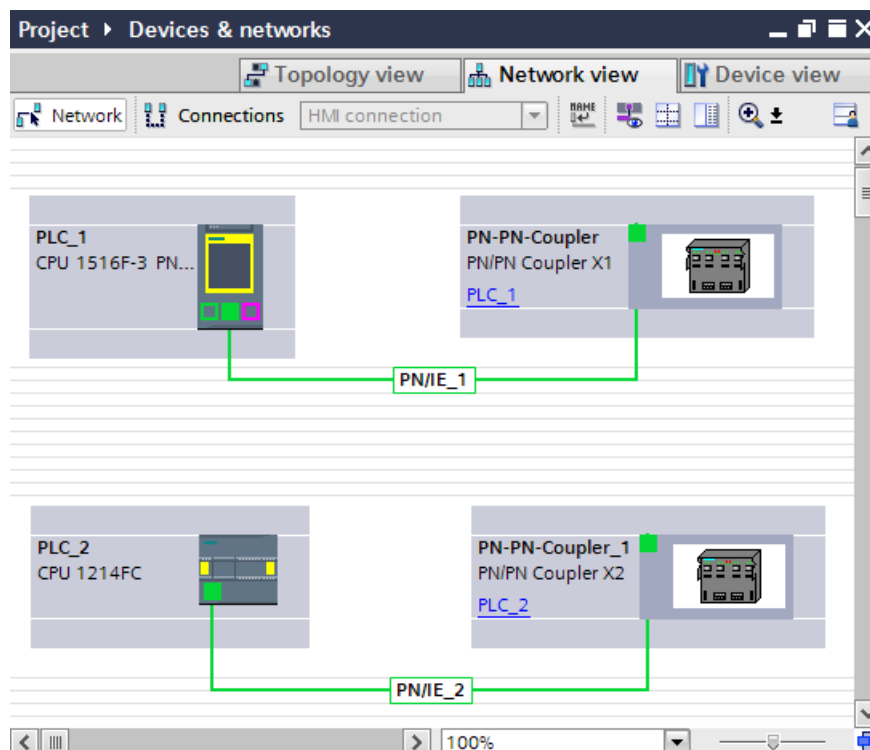 Project ▸ Devices & networks
Topology view
Network view
Device view
Network
Connections
HMI connection
NAME
PLC_1
CPU 1516F-3 PN...
PN-PN-Coupler
PN/PN Coupler X1
PLC_1
PN/IE_1
PLC_2
CPU 1214FC
PN-PN-Coupler_1
PN/PN Coupler X2
PLC_2
PN/IE_2
100%